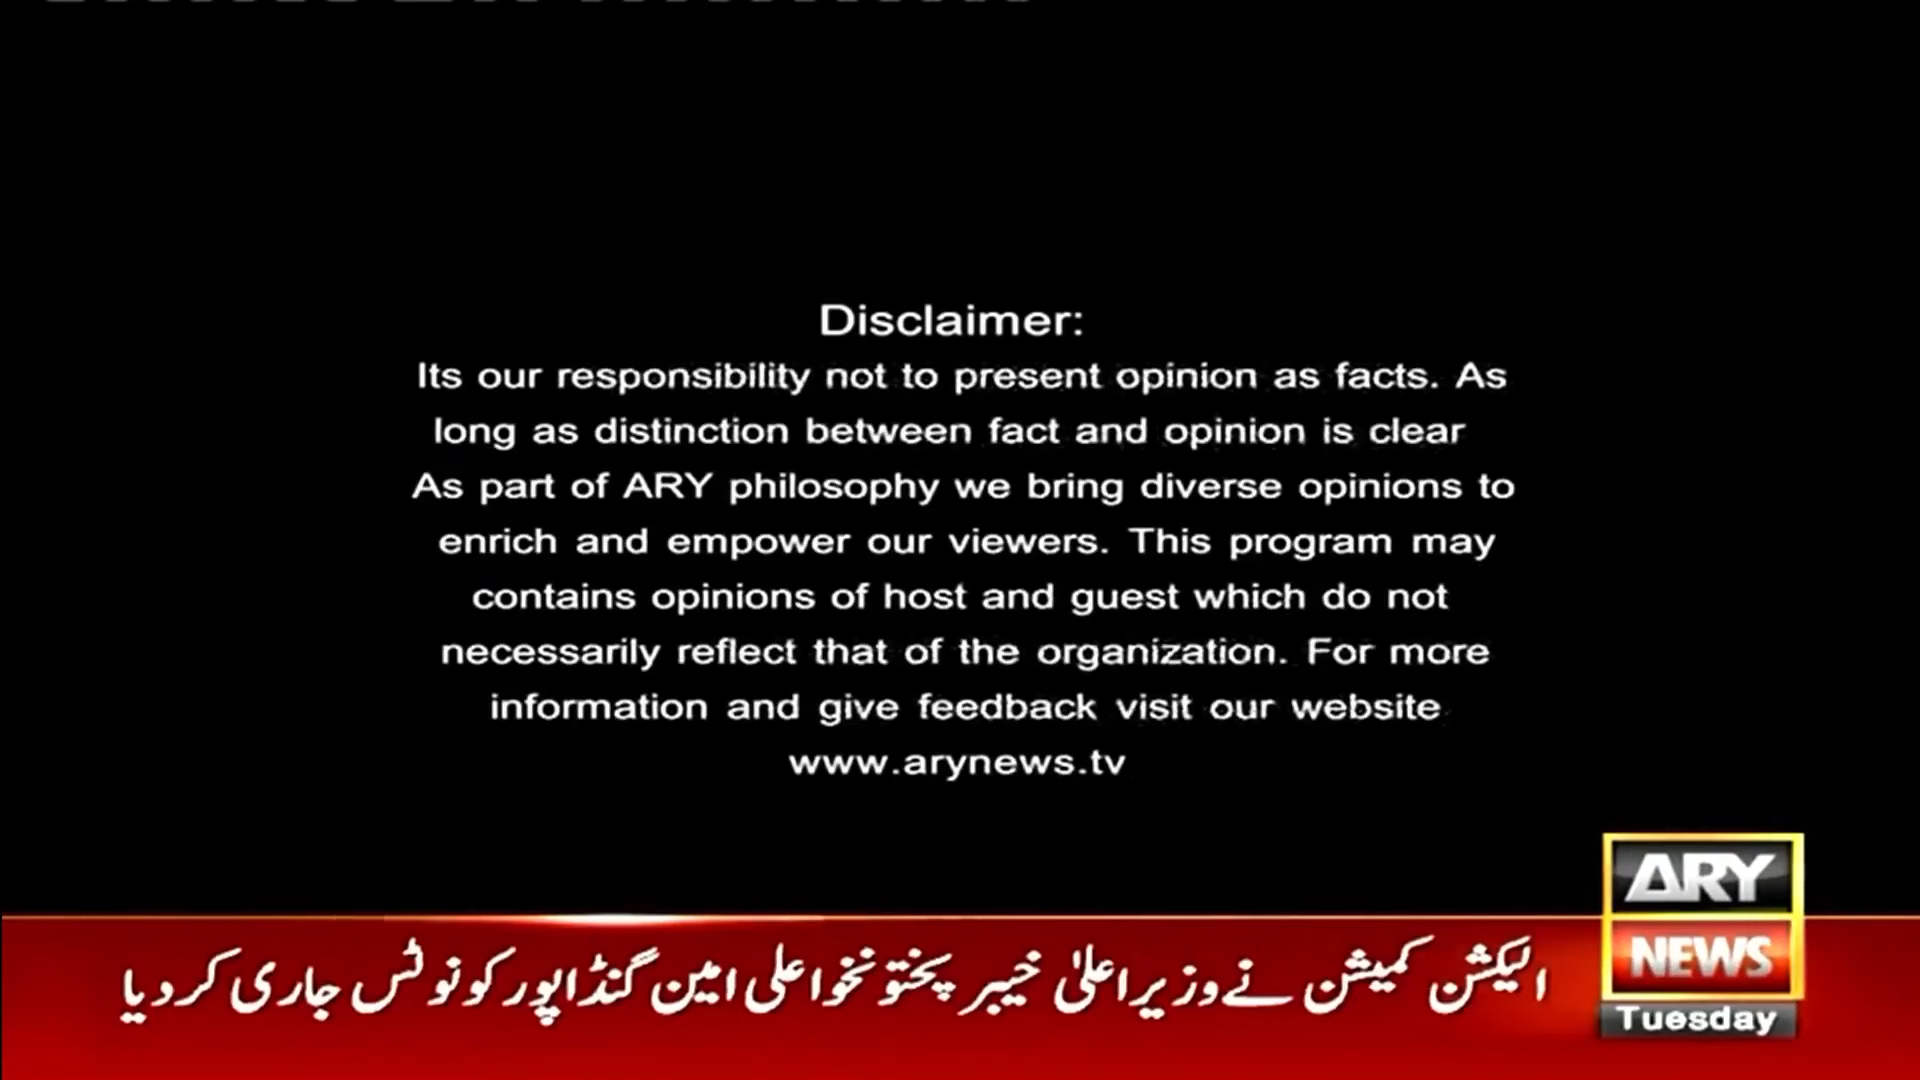 Disclaimer:
Its our responsibility not to present opinion as facts. As
long as distinction between fact and opinion is clear
As part of ARY philosophy we bring diverse opinions to
enrich and empower our viewers. This program may
contains opinions of host and guest which do not
necessarily reflect that of the organization. For more
information and give feedback visit our website
www.arynews.tv
ARY
NEWS
Tuesday
الیکشن کمیشن نے وزیراعلیٰ خیبر پختونخوا علی امین گنڈاپور کو نوٹس جاری کر دیا